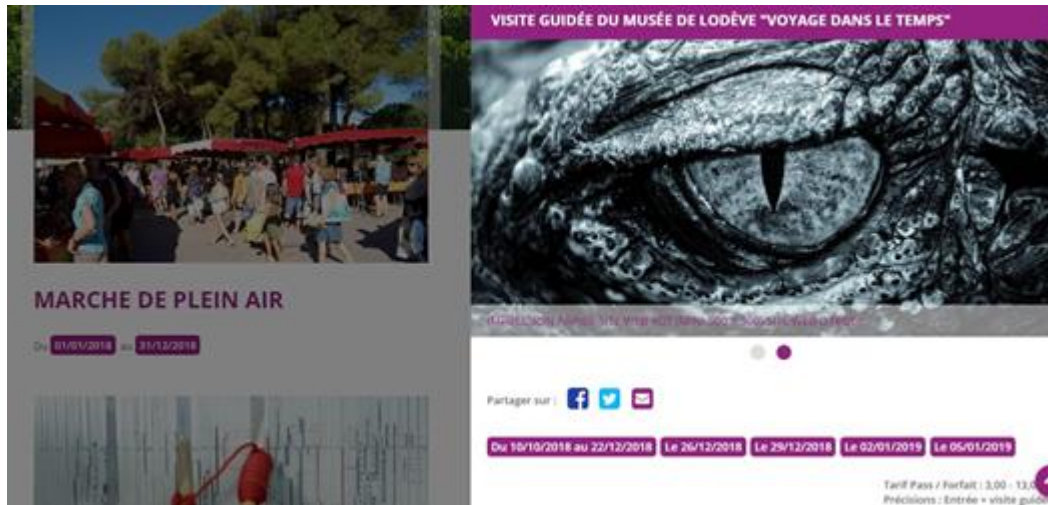 MARCHE DE PLEIN AIR
Du 01/01/2018 au 31/12/2018
VISITE GUIDÉE DU MUSÉE DE LODÈVE "VOYAGE DANS LE TEMPS"
Partager sur :
Du 10/10/2018 au 22/12/2018 Le 26/12/2018 Le 29/12/2018 Le 02/01/2019 Le 05/01/2019
Tarif Pass / Forfait : 3,00 - 13,0
Précisions : Entrée + visite guidé